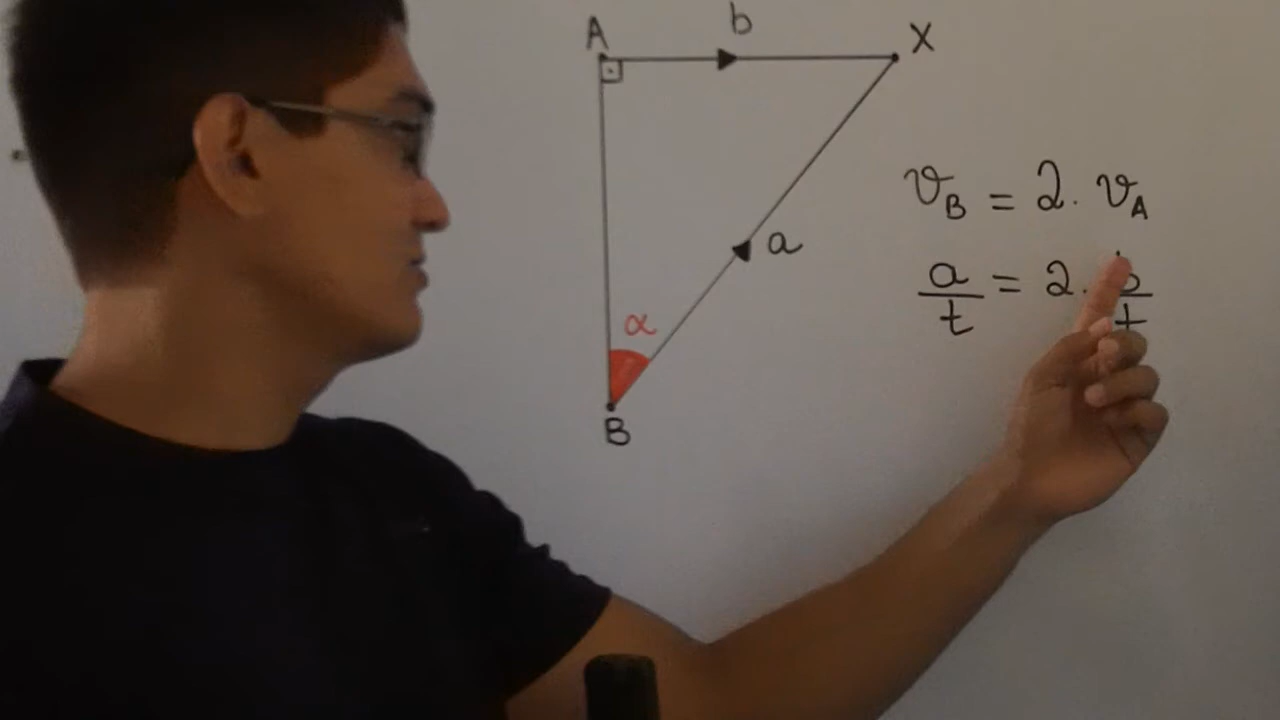 A b X
v_B = 2 · v_A
a
a/t = 2 · b/t
α
B